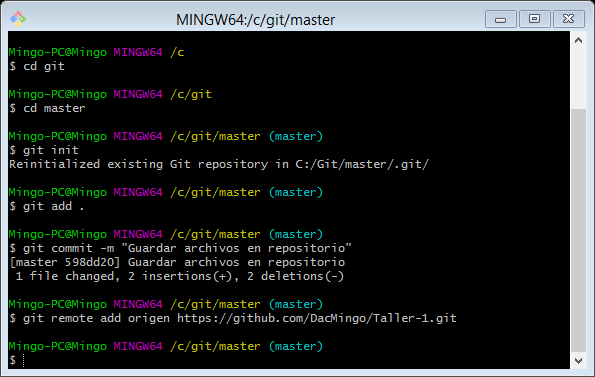 MINGW64:/c/git/master
Mingo-PC@Mingo MINGW64 /c
$ cd git
Mingo-PC@Mingo MINGW64 /c/git
$ cd master
Mingo-PC@Mingo MINGW64 /c/git/master (master)
$ git init
Reinitialized existing Git repository in C:/Git/master/.git/
Mingo-PC@Mingo MINGW64 /c/git/master (master)
$ git add .
Mingo-PC@Mingo MINGW64 /c/git/master (master)
$ git commit -m "Guardar archivos en repositorio"
[master 598dd20] Guardar archivos en repositorio
 1 file changed, 2 insertions(+), 2 deletions(-)
Mingo-PC@Mingo MINGW64 /c/git/master (master)
$ git remote add origen https://github.com/DacMingo/Taller-1.git
Mingo-PC@Mingo MINGW64 /c/git/master (master)
$